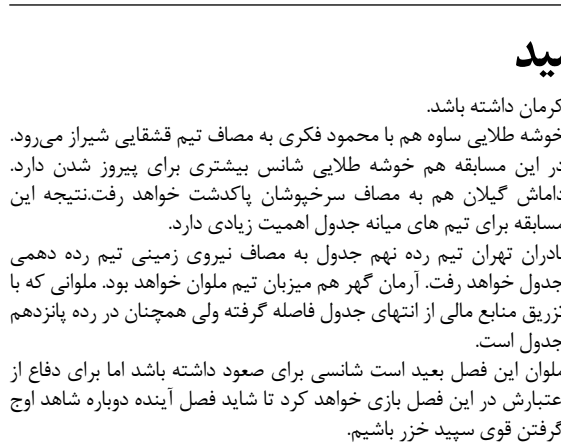 کرمان داشته باشد.
خوشه طلایی ساوه هم با محمود فکری به مصاف تیم قشقایی شیراز می‌رود.
در این مسابقه هم خوشه طلایی شانس بیشتری برای پیروز شدن دارد.
داماش گیلان هم به مصاف سرخپوشان پاکدشت خواهد رفت.نتیجه این
مسابقه برای تیم های میانه جدول اهمیت زیادی دارد.
تهران تیم رده نهم جدول به مصاف نیروی زمینی تیم رده دهمی
جدول خواهد رفت. آرمان گهر هم میزبان تیم ملوان خواهد بود. ملوانی که با
تزریق منابع مالی از انتهای جدول فاصله گرفته ولی همچنان در رده پانزدهم
جدول است.
ملوان این فصل بعید است شانسی برای صعود داشته باشد اما برای دفاع از
عتبارش در این فصل بازی خواهد کرد تا شاید فصل آینده دوباره شاهد اوج
گرفتن قوی سپید خزر باشیم.